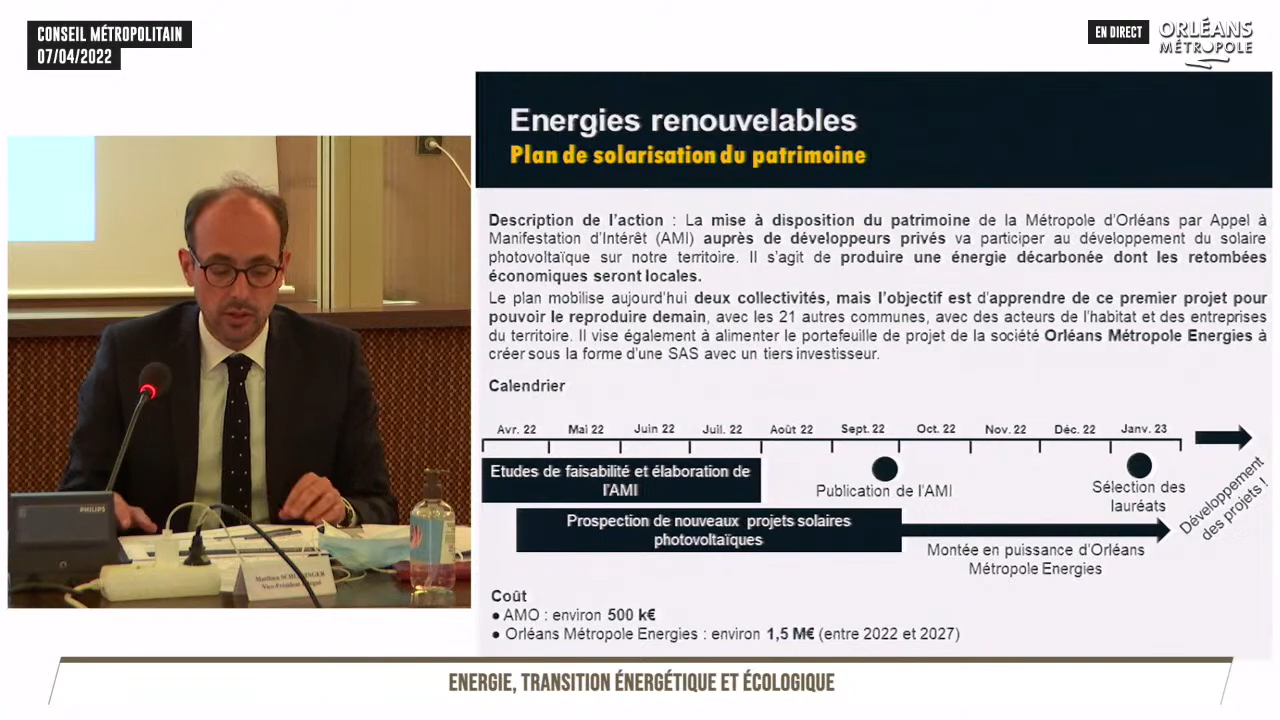 CONSEIL MÉTROPOLITAIN
07/04/2022
EN DIRECT
ORLÉANS
MÉTROPOLE
Energies renouvelables
Plan de solarisation du patrimoine
Description de l'action : La mise à disposition du patrimoine de la Métropole d'Orléans par Appel à
Manifestation d'Intérêt (AMI) auprès de développeurs privés va participer au développement du solaire
photovoltaïque sur notre territoire. Il s'agit de produire une énergie décarbonée dont les retombées
économiques seront locales.
Le plan mobilise aujourd'hui deux collectivités, mais l'objectif est d'apprendre de ce premier projet pour
pouvoir le reproduire demain, avec les 21 autres communes, avec des acteurs de l'habitat et des entreprises
du territoire. Il vise également à alimenter le portefeuille de projet de la société Orléans Métropole Energies à
créer sous la forme d'une SAS avec un tiers investisseur.
Calendrier
Avr. 22 Mai 22 Juin 22 Juil. 22 Août 22 Sept. 22 Oct. 22 Nov. 22 Déc. 22 Janv. 23
Etudes de faisabilité et élaboration de
l'AMI
Publication de l'AMI
Sélection des
lauréats
Développement
des projets !
Prospection de nouveaux projets solaires
photovoltaïques
Montée en puissance d'Orléans
Métropole Energies
Coût
● AMO : environ 500 k€
● Orléans Métropole Energies : environ 1,5 M€ (entre 2022 et 2027)
PHILIPS
Matthieu SCHLESINGER
Vice-Président délégué
ENERGIE, TRANSITION ÉNERGÉTIQUE ET ÉCOLOGIQUE